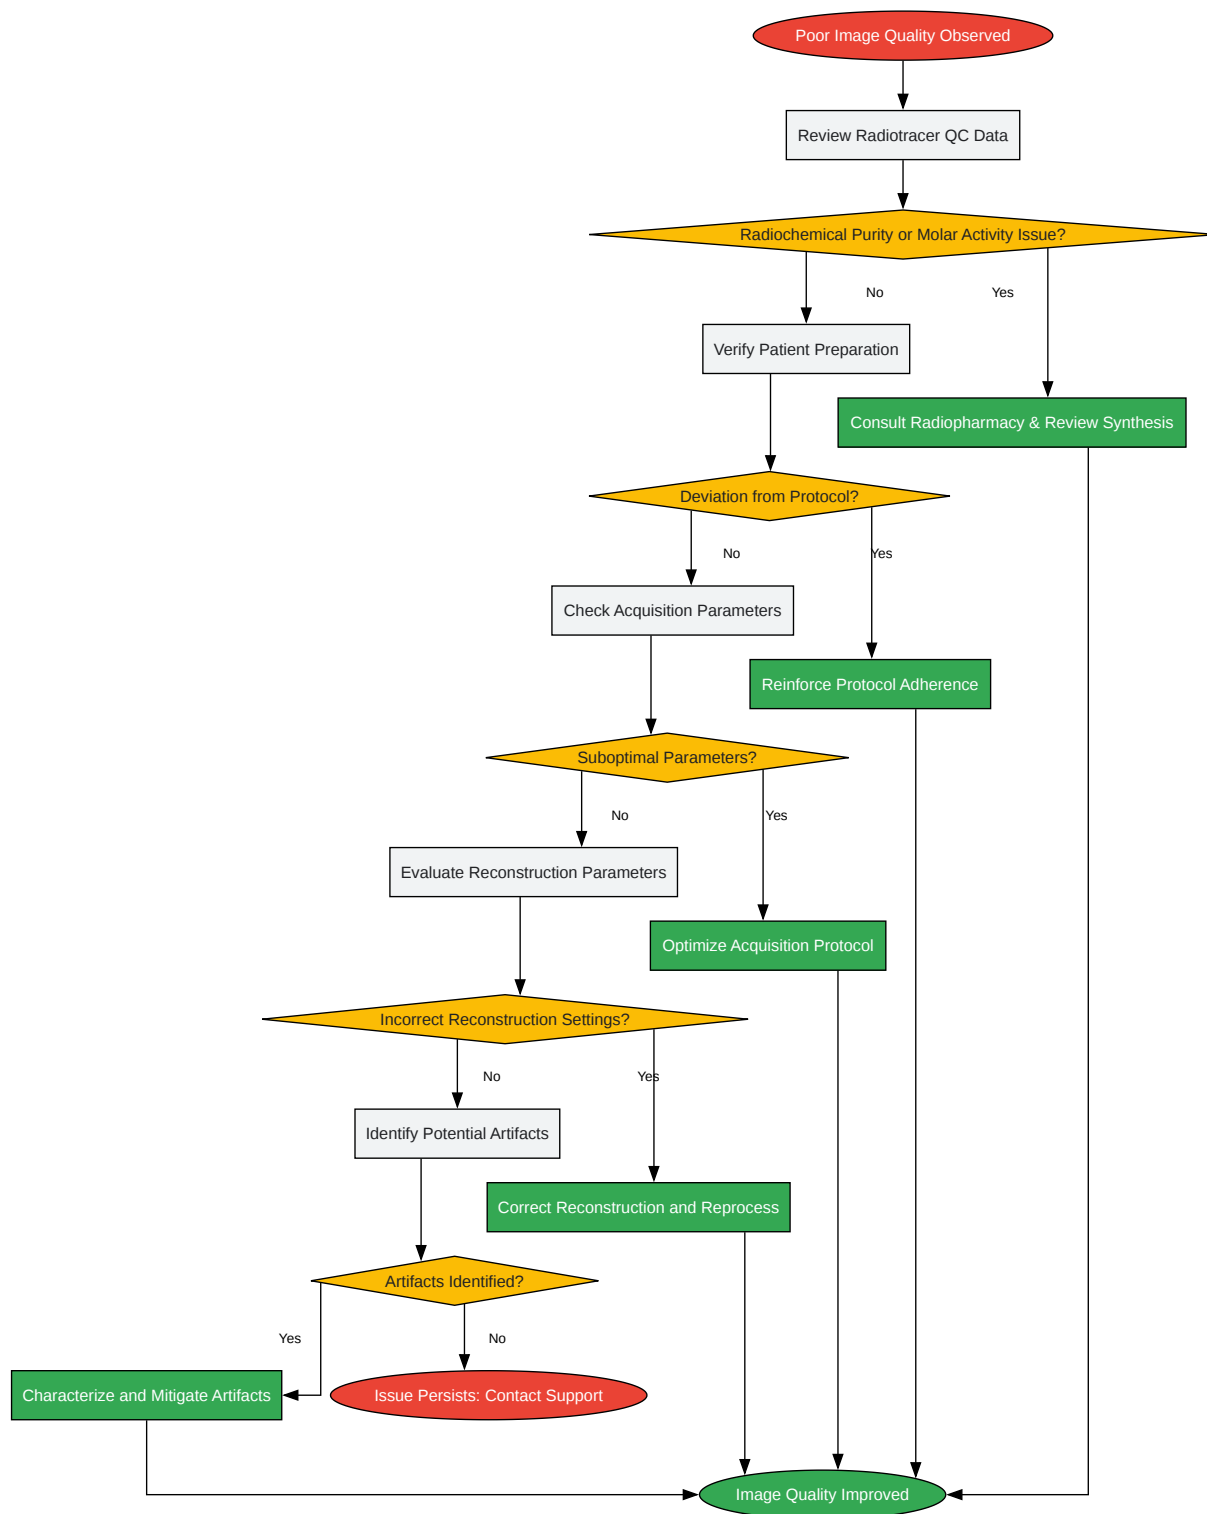 Poor Image Quality Observed
Review Radiotracer QC Data
Radiochemical Purity or Molar Activity Issue?
No
Yes
Verify Patient Preparation
Consult Radiopharmacy & Review Synthesis
Deviation from Protocol?
No
Yes
Check Acquisition Parameters
Reinforce Protocol Adherence
Suboptimal Parameters?
No
Yes
Evaluate Reconstruction Parameters
Optimize Acquisition Protocol
Incorrect Reconstruction Settings?
No
Yes
Identify Potential Artifacts
Correct Reconstruction and Reprocess
Artifacts Identified?
Yes
No
Characterize and Mitigate Artifacts
Issue Persists: Contact Support
Image Quality Improved